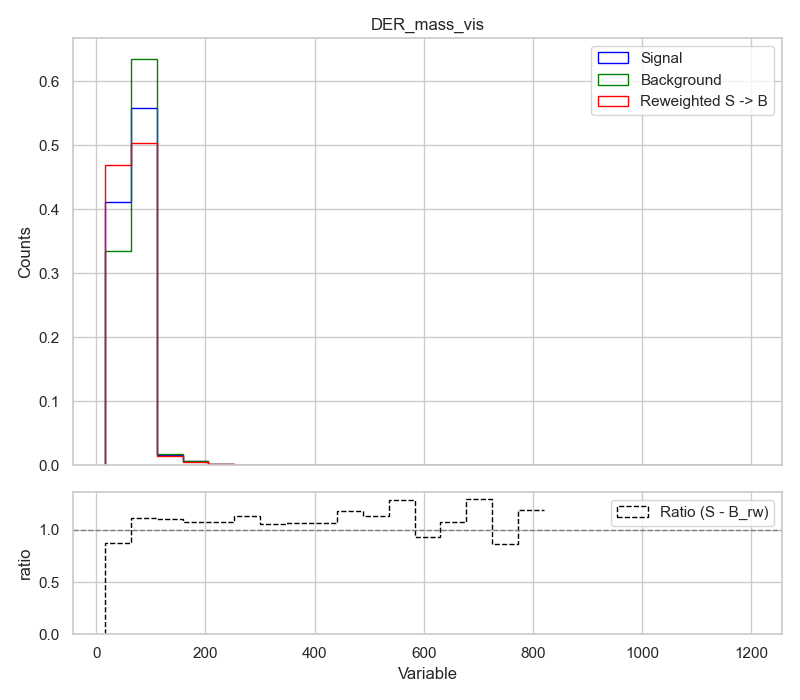 DER_mass_vis
Signal
Background
Reweighted S -> B
Counts
0.6
0.5
0.4
0.3
0.2
0.1
0.0
Ratio (S - B_rw)
ratio
1.0
0.5
0.0
0 200 400 600 800 1000 1200
Variable